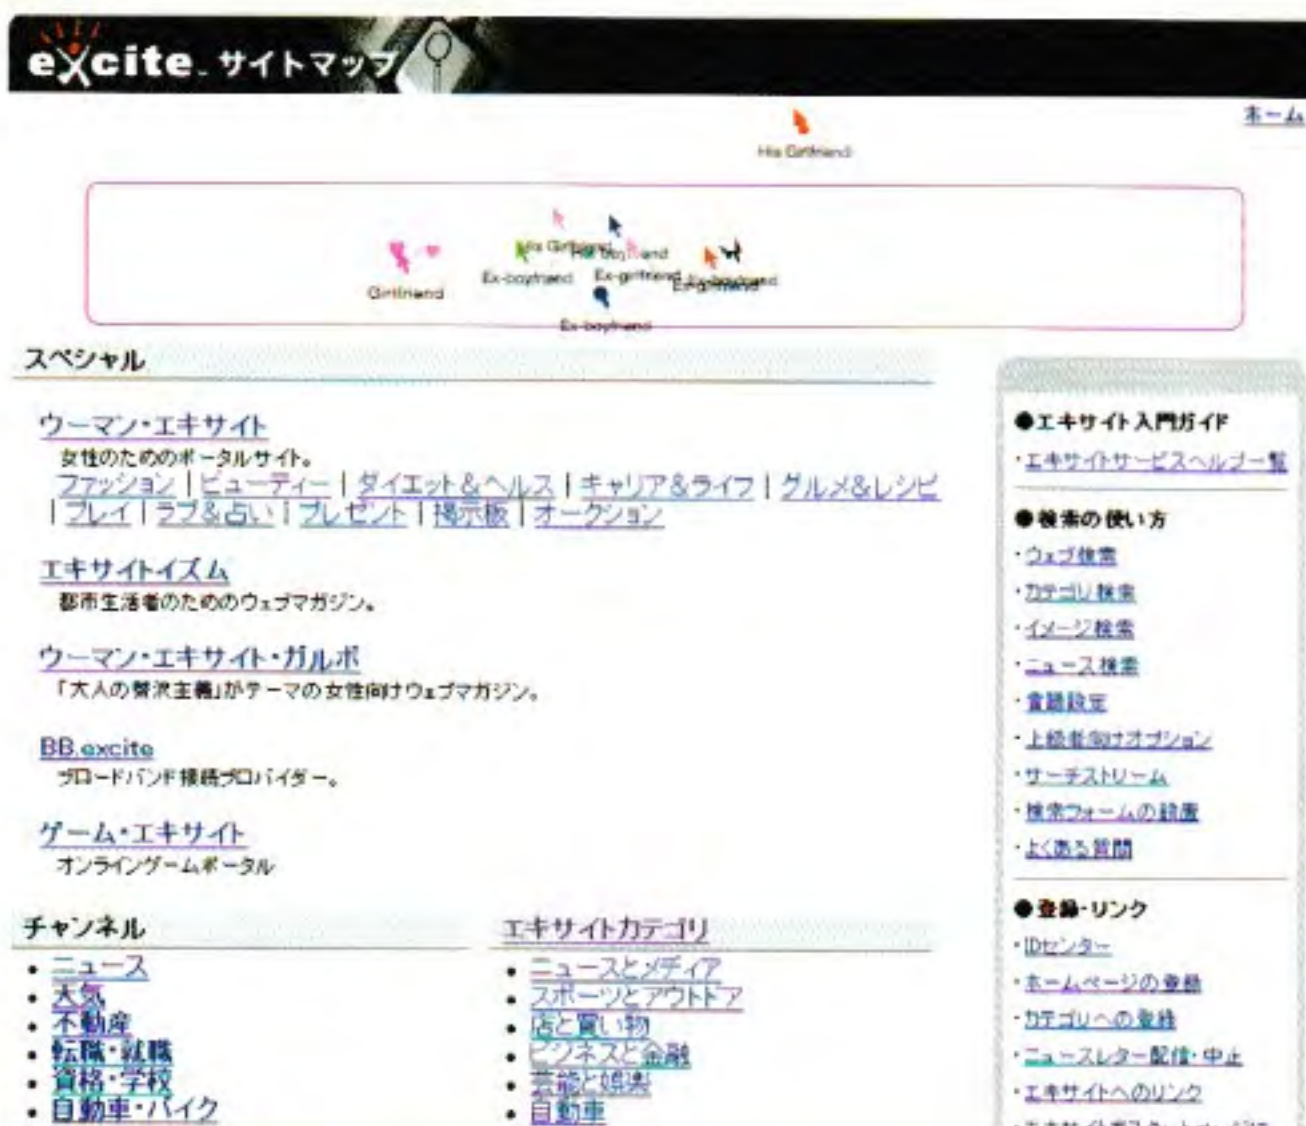 excite サイトマップ
ホーム
His Girlfriend
His Girlfriend
His boyfriend
Ex-boyfriend
Ex-girlfriend
Girlfriend
Ex-boyfriend
スペシャル
ウーマン・エキサイト
女性のためのポータルサイト。
ファッション | ビューティー | ダイエット&ヘルス | キャリア&ライフ | グルメ&レシピ
| プレイ | ラブ&占い | プレゼント | 掲示板 | オークション
エキサイトイズム
都市生活者のためのウェブマガジン。
ウーマン・エキサイト・ガルボ
「大人の贅沢主義」がテーマの女性向けウェブマガジン。
BB.excite
ブロードバンド接続プロバイダー。
ゲーム・エキサイト
オンラインゲームポータル
チャンネル
• ニュース
• 天気
• 不動産
• 転職・就職
• 資格・学校
• 自動車・バイク
エキサイトカテゴリ
• ニュースとメディア
• スポーツとアウトドア
• 店と買い物
• ビジネスと金融
• 芸能と娯楽
• 自動車
●エキサイト入門ガイド
・エキサイトサービスヘルプ一覧
●検索の使い方
・ウェブ検索
・カテゴリ検索
・イメージ検索
・ニュース検索
・言語設定
・上級者向けオプション
・サーチストリーム
・検索フォームの設置
・よくある質問
●登録・リンク
・IDセンター
・ホームページの登録
・カテゴリへの登録
・ニュースレター配信・中止
・エキサイトへのリンク